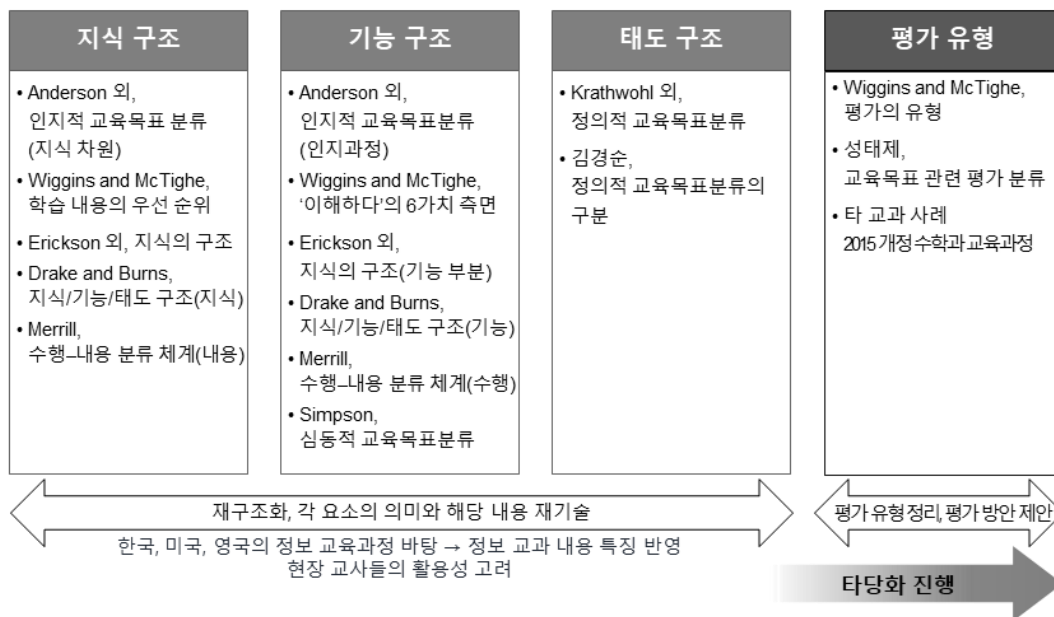 지식 구조
• Anderson 외,
인지적 교육목표 분류
(지식 차원)
• Wiggins and McTighe,
학습 내용의 우선 순위
• Erickson 외, 지식의 구조
• Drake and Burns,
지식/기능/태도 구조(지식)
• Merrill,
수행–내용 분류 체계(내용)
기능 구조
• Anderson 외,
인지적 교육목표분류
(인지과정)
• Wiggins and McTighe,
‘이해하다’의 6가치 측면
• Erickson 외,
지식의 구조(기능 부분)
• Drake and Burns,
지식/기능/태도 구조(기능)
• Merrill,
수행–내용 분류 체계(수행)
• Simpson,
심동적 교육목표분류
태도 구조
• Krathwohl 외,
정의적 교육목표분류
• 김경순,
정의적 교육목표분류의
구분
평가 유형
• Wiggins and McTighe,
평가의 유형
• 성태제,
교육목표 관련 평가 분류
• 타 교과 사례
2015 개정 수학과 교육과정
재구조화, 각 요소의 의미와 해당 내용 재기술
평가 유형 정리, 평가 방안 제안
한국, 미국, 영국의 정보 교육과정 바탕 → 정보 교과 내용 특징 반영
현장 교사들의 활용성 고려
타당화 진행